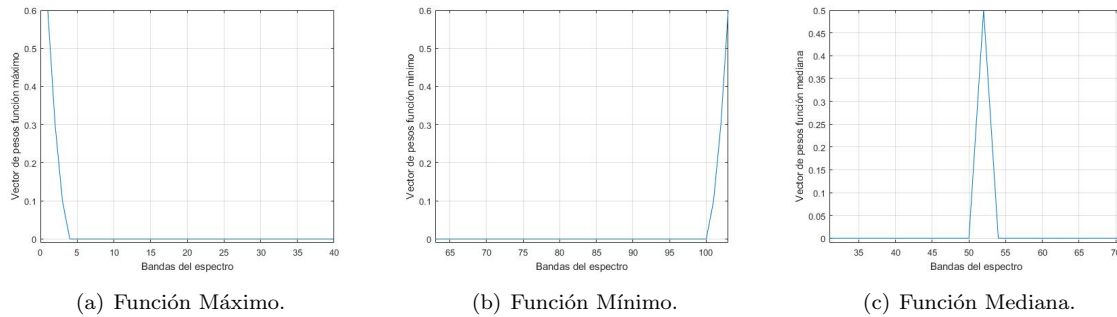 Vector de pesos función máximo
0.6
0.5
0.4
0.3
0.2
0.1
0
0 5 10 15 20 25 30 35 40
Bandas del espectro
(a) Función Máximo.
Vector de pesos función minimo
0.6
0.5
0.4
0.3
0.2
0.1
0
65 70 75 80 85 90 95 100
Bandas del espectro
(b) Función Mínimo.
Vector de pesos función mediana
0.5
0.45
0.4
0.35
0.3
0.25
0.2
0.15
0.1
0.05
0
35 40 45 50 55 60 65 70
Bandas del espectro
(c) Función Mediana.